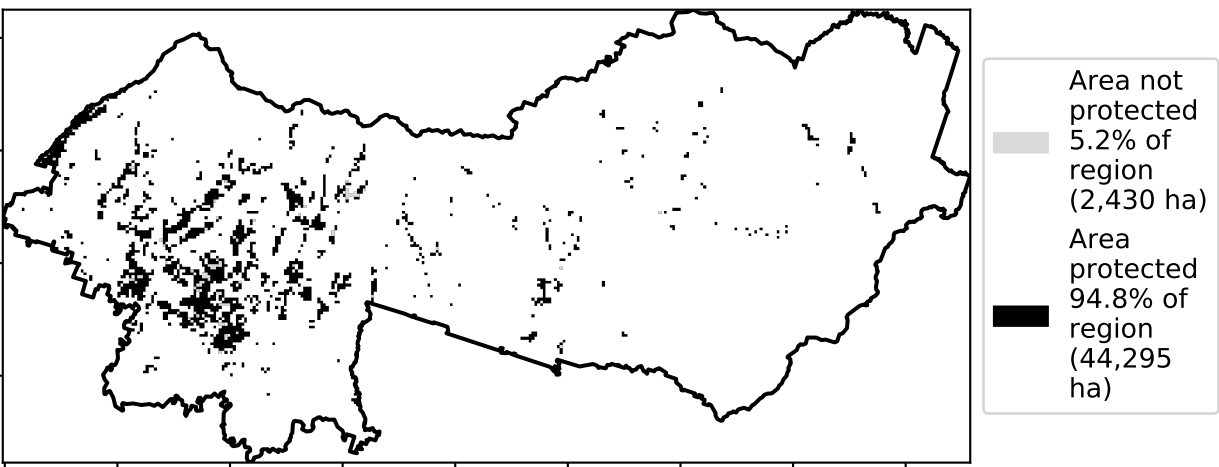 Area not
protected
5.2% of
region
(2,430 ha)
Area
protected
94.8% of
region
(44,295
ha)